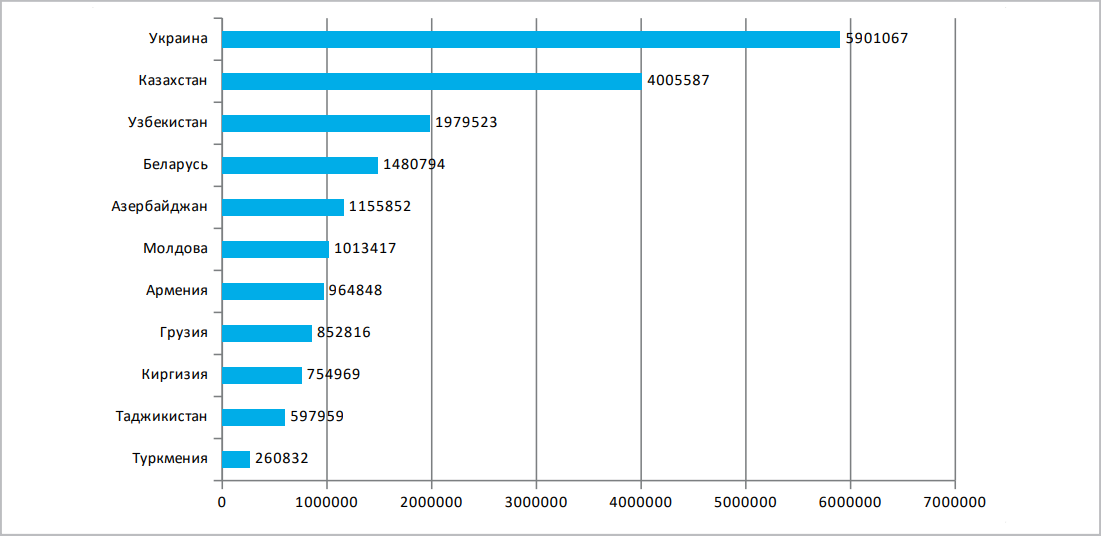 Украина 5901067
Казахстан 4005587
Узбекистан 1979523
Беларусь 1480794
Азербайджан 1155852
Молдова 1013417
Армения 964848
Грузия 852816
Киргизия 754969
Таджикистан 597959
Туркмения 260832
0 1000000 2000000 3000000 4000000 5000000 6000000 7000000